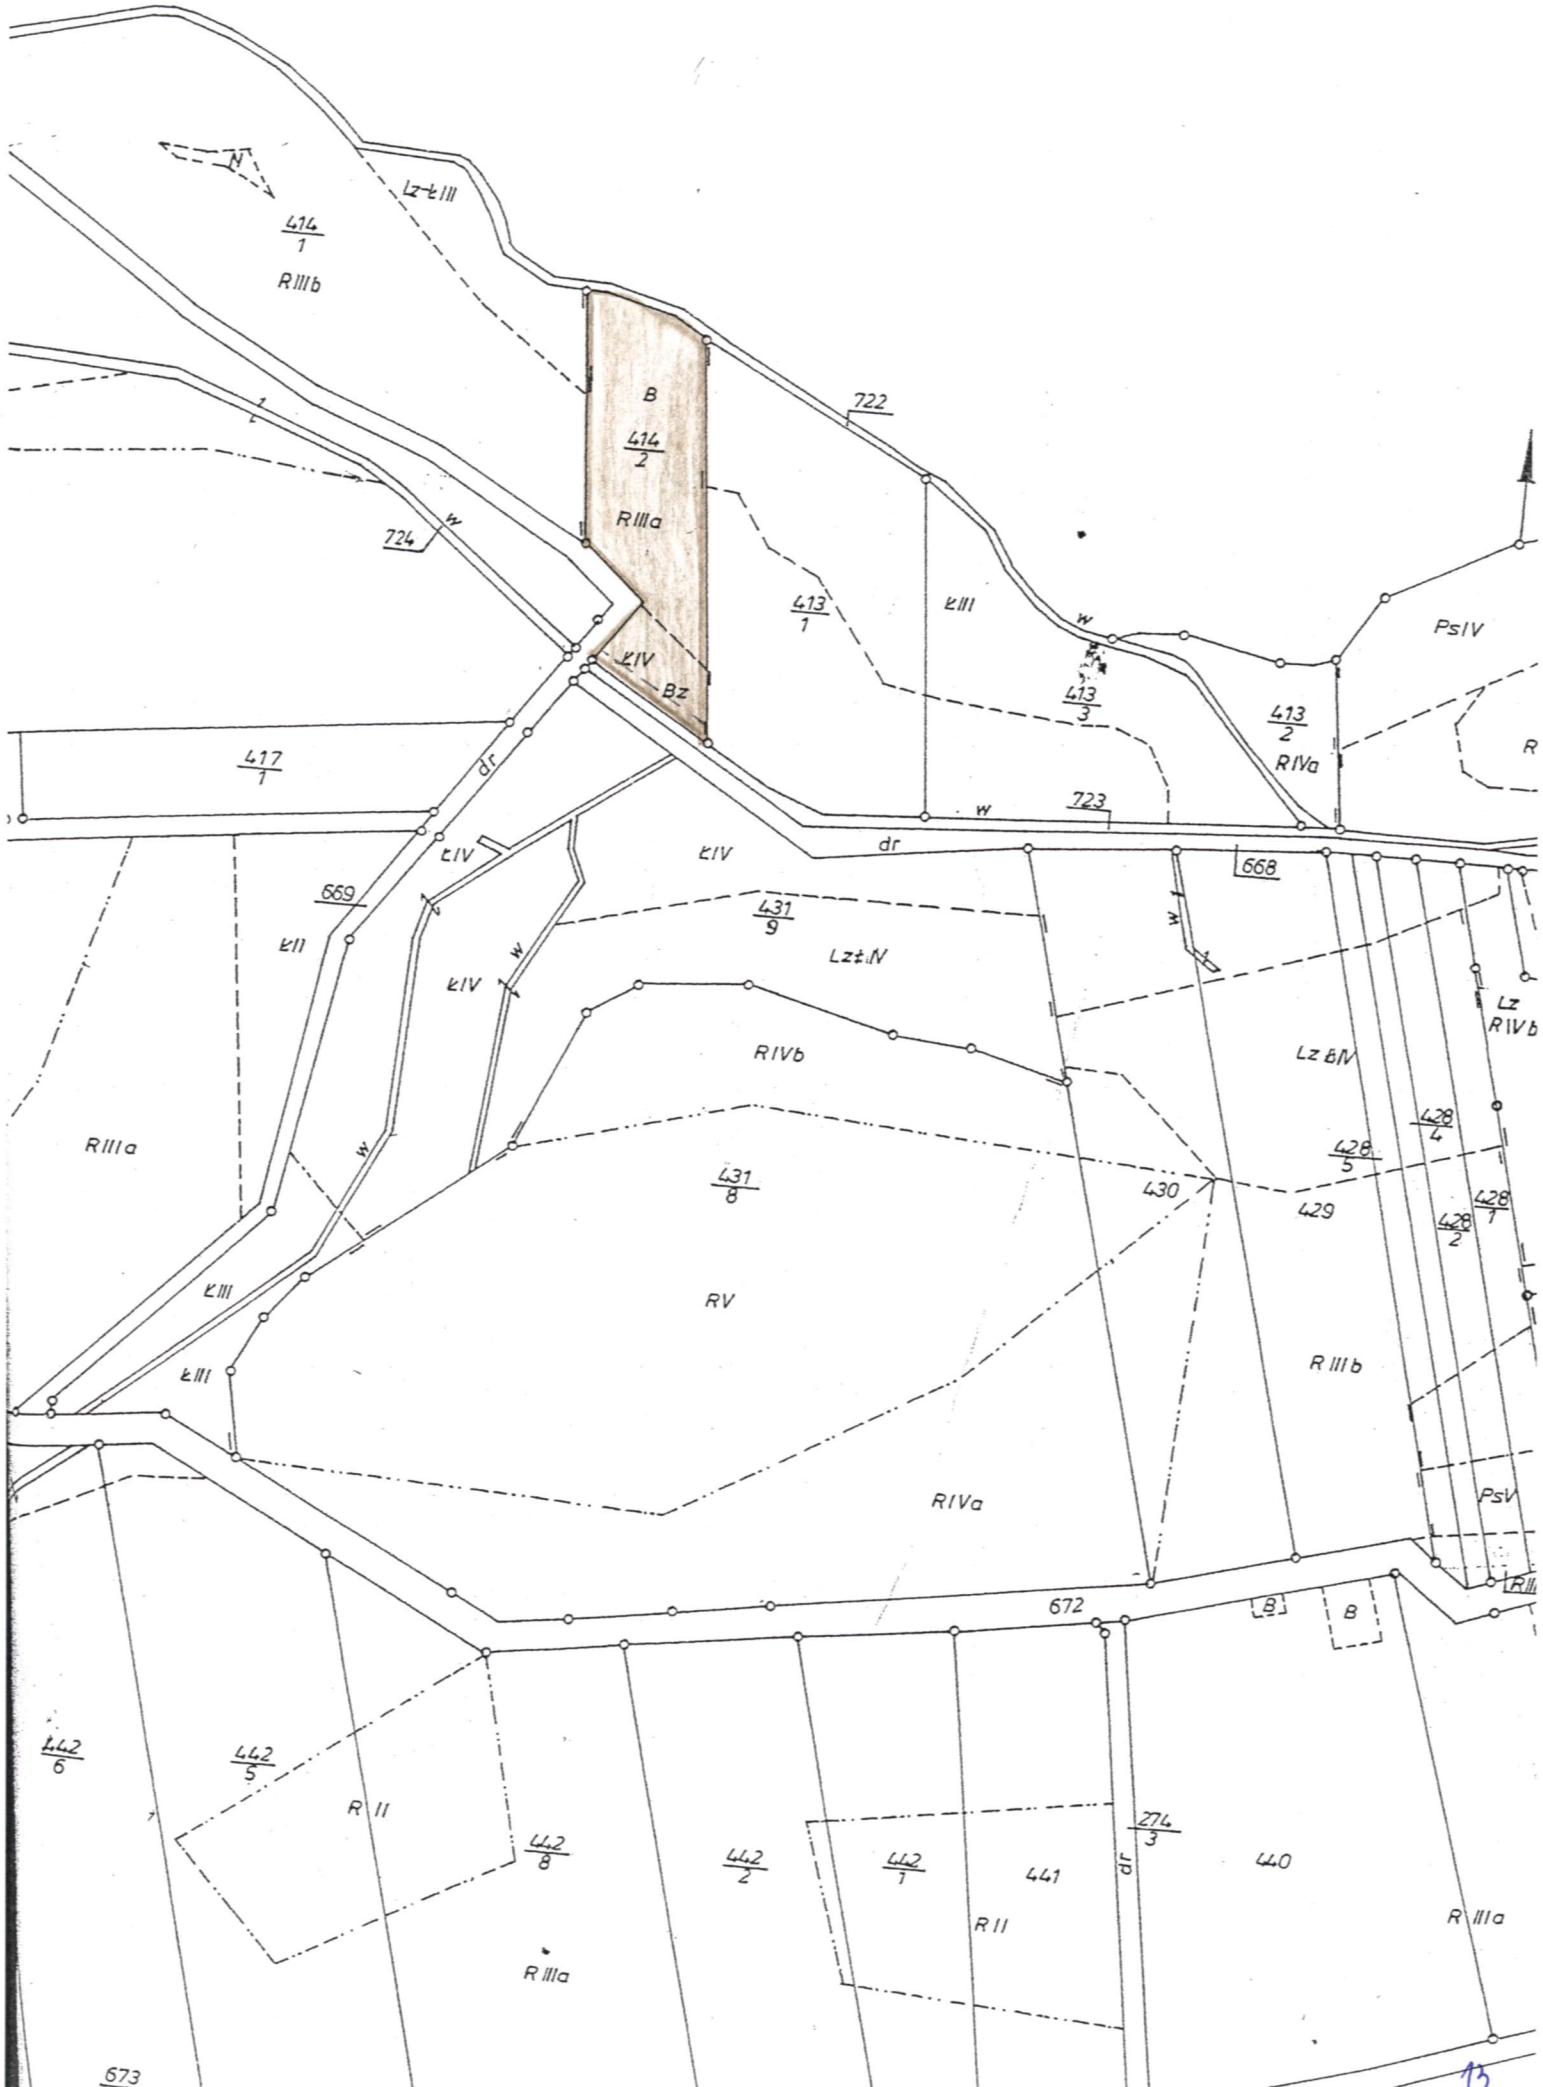 N
Lz-ŁIII
414
1
RIIIb
B
414
2
722
RIIIa
w
724
413
1
ŁIII
w
PsIV
ŁIV
Bz
413
3
413
2
RIVa
R
417
1
dr
w
723
dr
668
ŁIV
ŁIV
669
431
9
w
ŁII
w
LzŁIV
ŁIV
Lz
RIVb
RIVb
428
4
428
5
RIIIa
w
431
8
430
429
428
1
428
2
ŁIII
RV
RIIIb
ŁIII
RIVa
PsV
672
B
B
442
6
442
5
RII
442
8
442
2
442
1
441
274
3
dr
440
RII
RIIIa
RIIIa
673
13